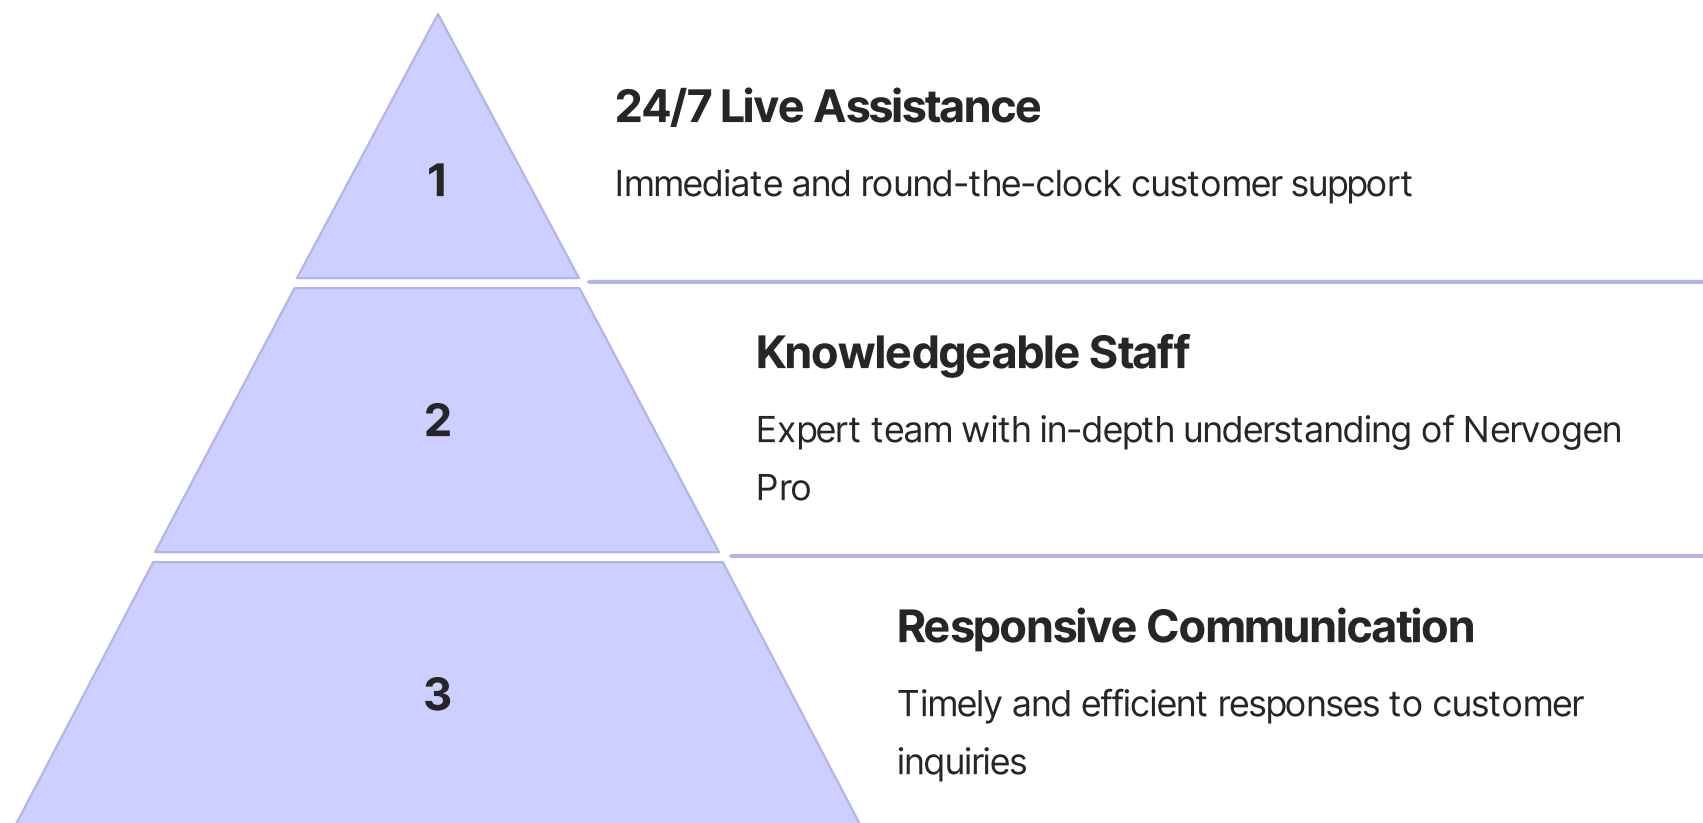 1
24/7 Live Assistance
Immediate and round-the-clock customer support
2
Knowledgeable Staff
Expert team with in-depth understanding of Nervogen
Pro
3
Responsive Communication
Timely and efficient responses to customer
inquiries